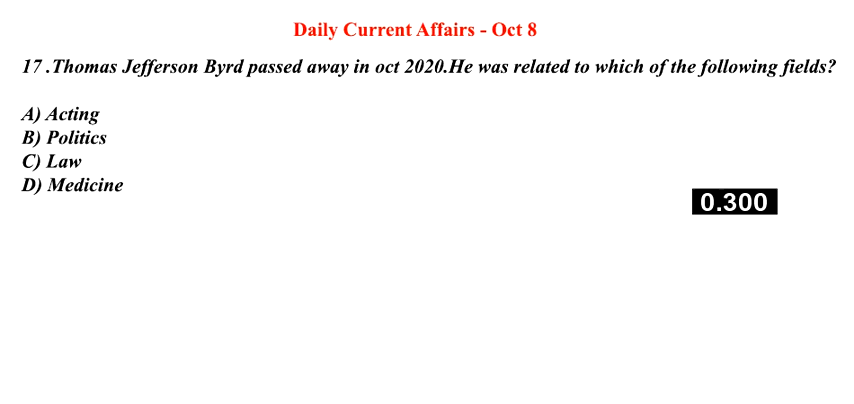 Daily Current Affairs - Oct 8
17.Thomas Jefferson Byrd passed away in oct 2020.He was related to which of the following fields?
A) Acting
B) Politics
C) Law
D) Medicine
0.300